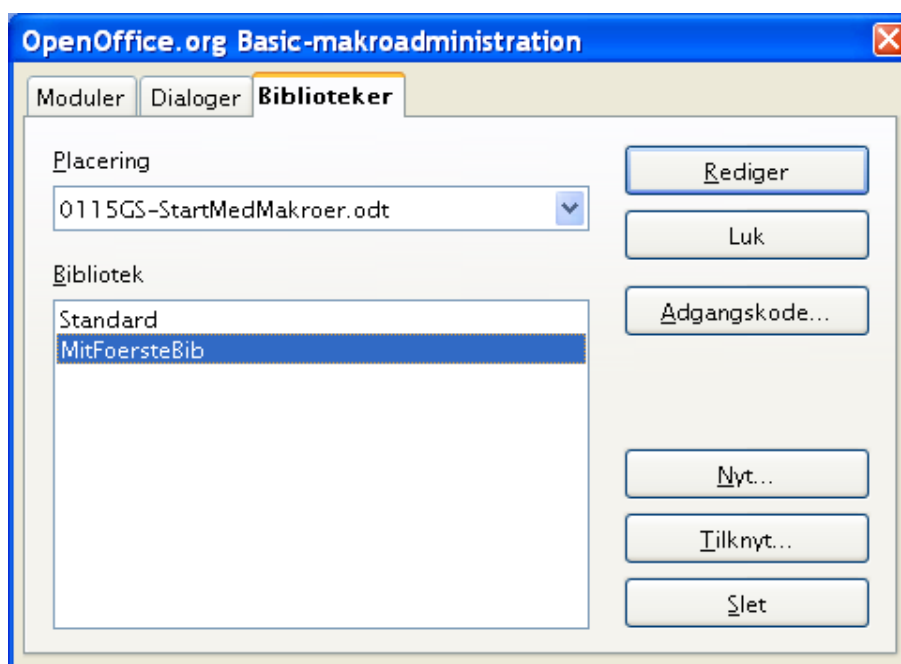 OpenOffice.org Basic-makroadministration
Moduler
Dialoger
Biblioteker
Placering
0115GS-StartMedMakroer.odt
Bibliotek
Standard
MitFoersteBib
Rediger
Luk
Adgangskode...
Nyt...
Tilknyt...
Slet